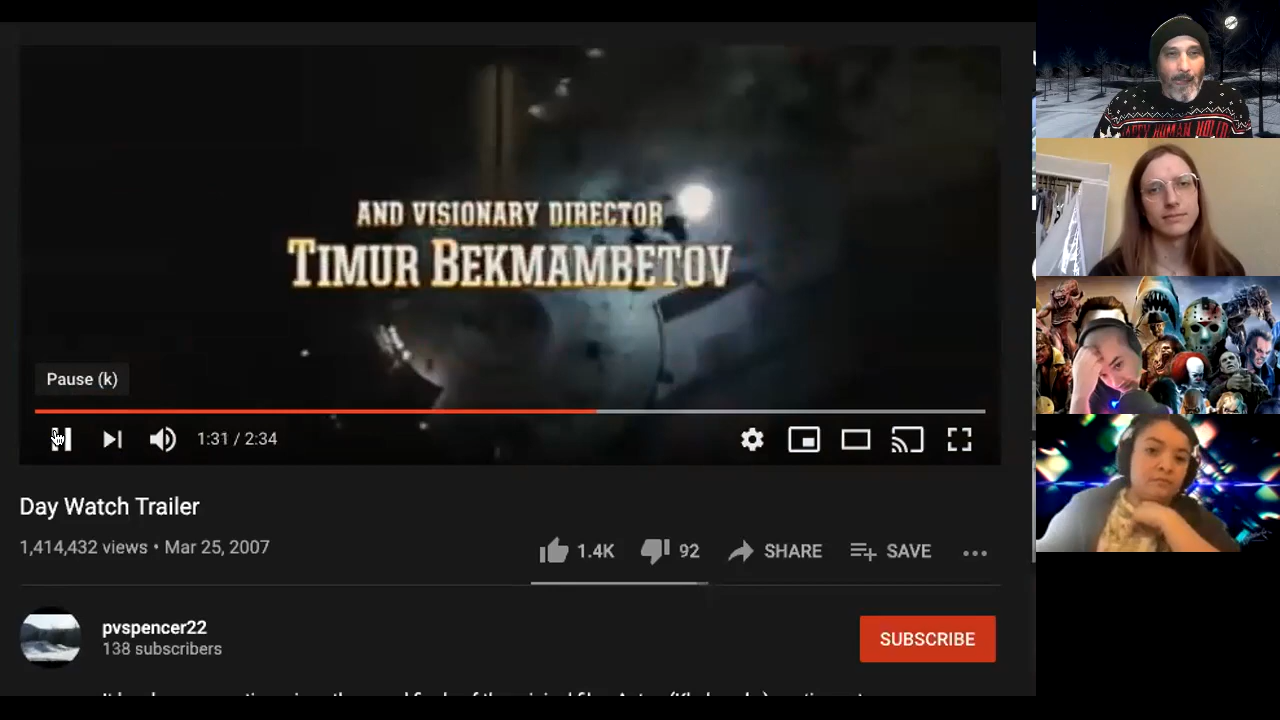 AND VISIONARY DIRECTOR
TIMUR BEKMAMBETOV
Pause (k)
1:31 / 2:34
Day Watch Trailer
1,414,432 views • Mar 25, 2007
1.4K 92 SHARE SAVE
pvspencer22
138 subscribers
SUBSCRIBE